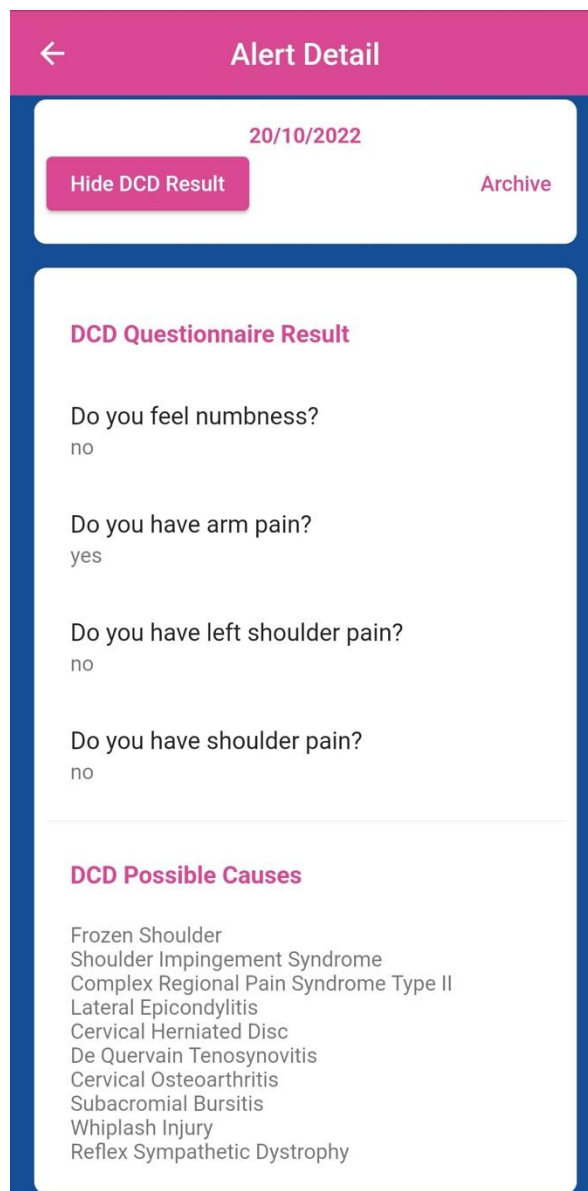 Alert Detail
20/10/2022
Hide DCD Result
Archive
DCD Questionnaire Result
Do you feel numbness?
no
Do you have arm pain?
yes
Do you have left shoulder pain?
no
Do you have shoulder pain?
no
DCD Possible Causes
Frozen Shoulder
Shoulder Impingement Syndrome
Complex Regional Pain Syndrome Type II
Lateral Epicondylitis
Cervical Herniated Disc
De Quervain Tenosynovitis
Cervical Osteoarthritis
Subacromial Bursitis
Whiplash Injury
Reflex Sympathetic Dystrophy